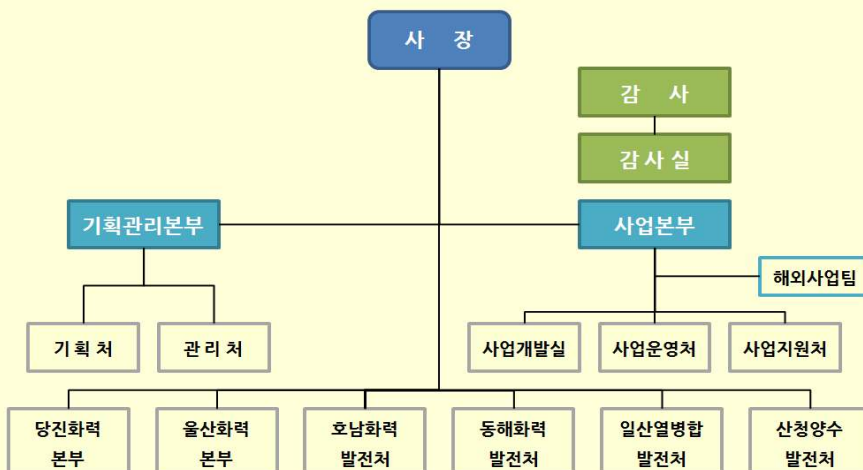 사 장
감 사
감사실
기획관리본부
사업본부
해외사업팀
기획처
관리처
사업개발실
사업운영처
사업지원처
당진화력
본부
울산화력
본부
호남화력
발전처
동해화력
발전처
일산열병합
발전처
산청양수
발전처